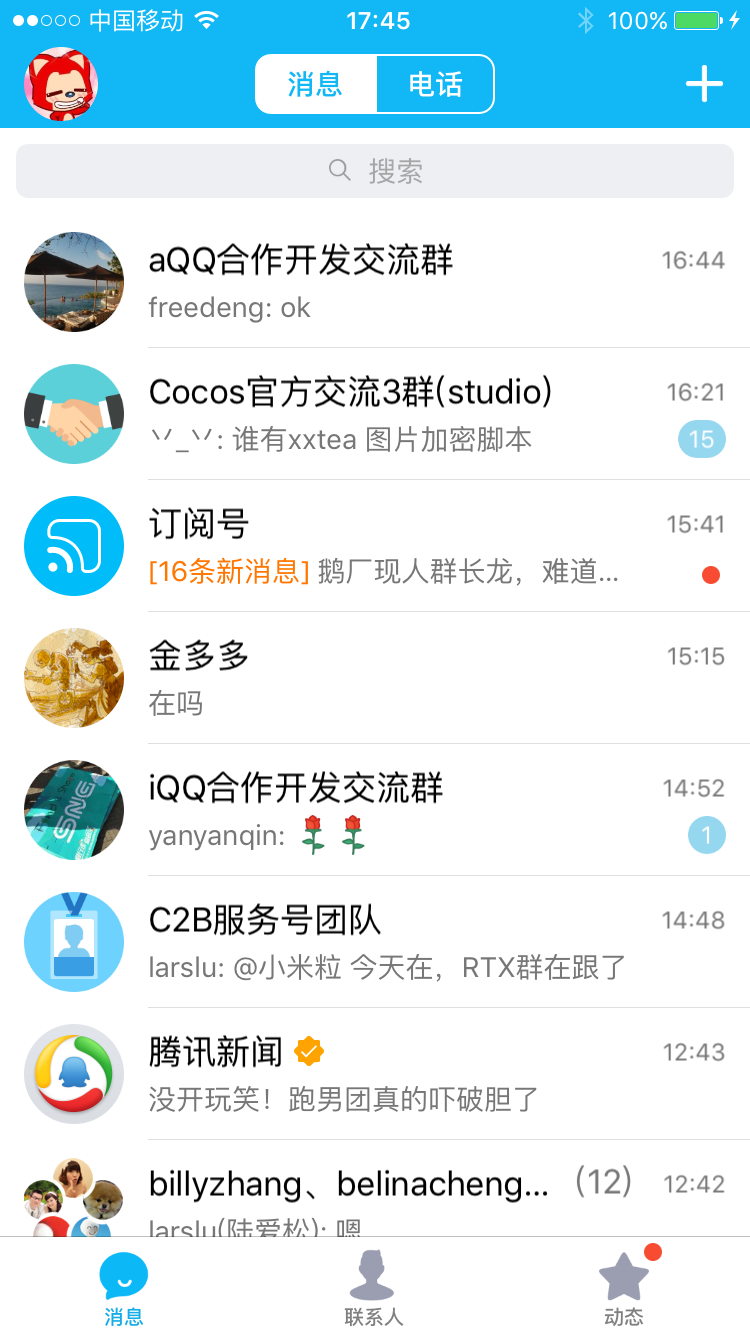 中国移动 17:45 100%
消息 电话
搜索
aQQ合作开发交流群 16:44
freedeng: ok
Cocos官方交流3群(studio) 16:21
丷_丷: 谁有xxtea 图片加密脚本 15
订阅号 15:41
[16条新消息] 鹅厂现人群长龙，难道...
金多多 15:15
在吗
iQQ合作开发交流群 14:52
SNG
yanyanqin: 🌹🌹 1
C2B服务号团队 14:48
larslu: @小米粒 今天在，RTX群在跟了
腾讯新闻 12:43
没开玩笑！跑男团真的吓破胆了
billyzhang、belinacheng... (12) 12:42
larslu(陆爱松): 嗯
消息 联系人 动态